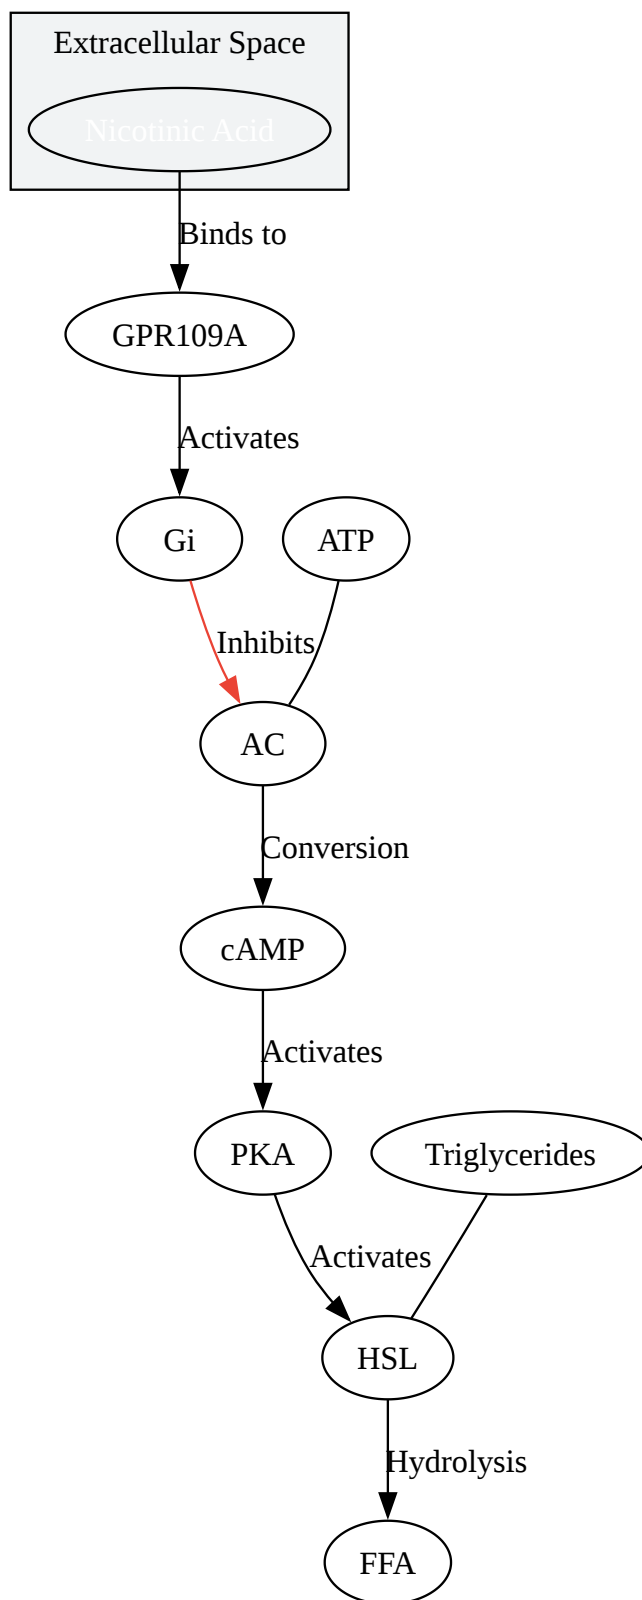 Extracellular Space
Nicotinic Acid
Binds to
GPR109A
Activates
Gi
ATP
Inhibits
AC
Conversion
cAMP
Activates
PKA
Triglycerides
Activates
HSL
Hydrolysis
FFA